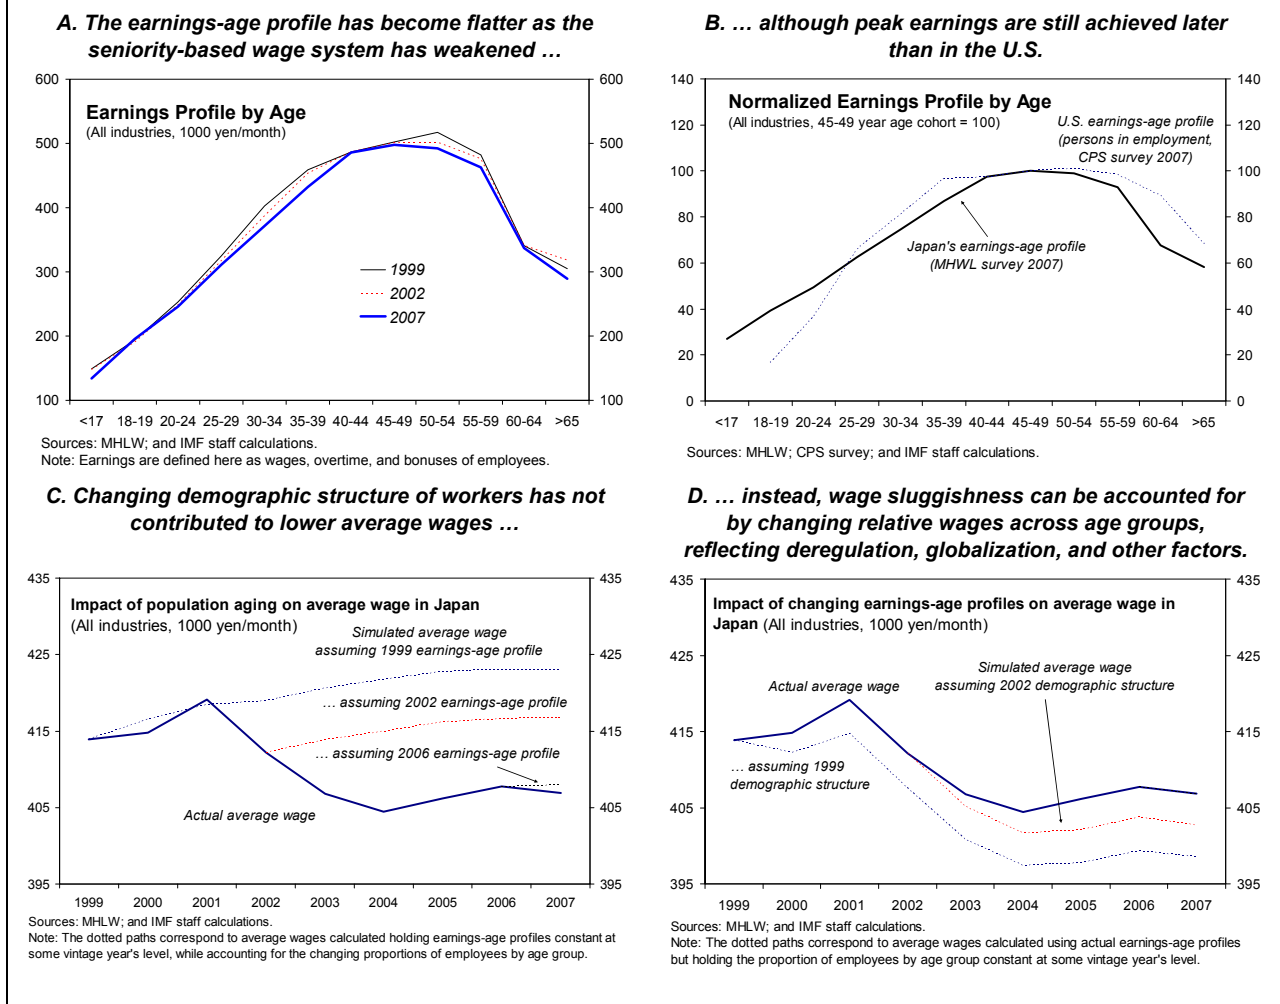 A. The earnings-age profile has become flatter as the
seniority-based wage system has weakened …
600
500
400
300
200
100
600
500
400
300
200
100
Earnings Profile by Age
(All industries, 1000 yen/month)
1999
2002
2007
<17 18-19 20-24 25-29 30-34 35-39 40-44 45-49 50-54 55-59 60-64 >65
Sources: MHLW; and IMF staff calculations.
Note: Earnings are defined here as wages, overtime, and bonuses of employees.
B. … although peak earnings are still achieved later
than in the U.S.
140
120
100
80
60
40
20
0
140
120
100
80
60
40
20
0
Normalized Earnings Profile by Age
(All industries, 45-49 year age cohort = 100)
U.S. earnings-age profile
(persons in employment,
CPS survey 2007)
Japan's earnings-age profile
(MHWL survey 2007)
<17 18-19 20-24 25-29 30-34 35-39 40-44 45-49 50-54 55-59 60-64 >65
Sources: MHLW; CPS survey; and IMF staff calculations.
C. Changing demographic structure of workers has not
contributed to lower average wages …
435
425
415
405
395
435
425
415
405
395
Impact of population aging on average wage in Japan
(All industries, 1000 yen/month)
Simulated average wage
assuming 1999 earnings-age profile
… assuming 2002 earnings-age profile
… assuming 2006 earnings-age profile
Actual average wage
1999 2000 2001 2002 2003 2004 2005 2006 2007
Sources: MHLW; and IMF staff calculations.
Note: The dotted paths correspond to average wages calculated holding earnings-age profiles constant at
some vintage year's level, while accounting for the changing proportions of employees by age group.
D. … instead, wage sluggishness can be accounted for
by changing relative wages across age groups,
reflecting deregulation, globalization, and other factors.
435
425
415
405
395
435
425
415
405
395
Impact of changing earnings-age profiles on average wage in
Japan (All industries, 1000 yen/month)
Simulated average wage
assuming 2002 demographic structure
Actual average wage
… assuming 1999
demographic structure
1999 2000 2001 2002 2003 2004 2005 2006 2007
Sources: MHLW; and IMF staff calculations.
Note: The dotted paths correspond to average wages calculated using actual earnings-age profiles
but holding the proportion of employees by age group constant at some vintage year's level.